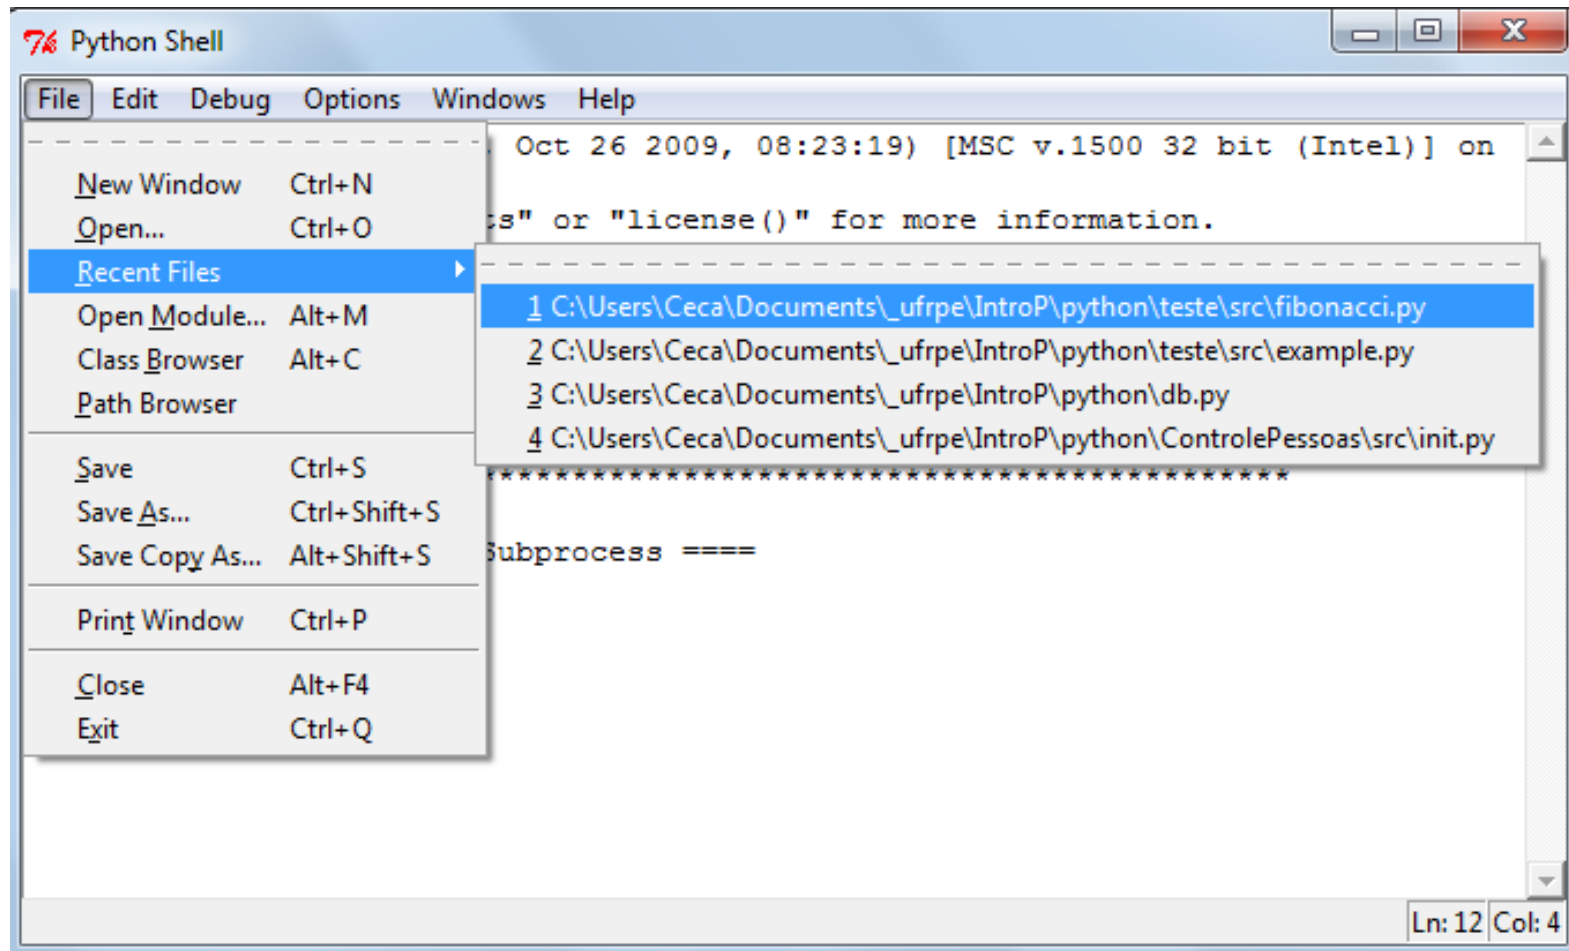 Python Shell
File Edit Debug Options Windows Help
Oct 26 2009, 08:23:19) [MSC v.1500 32 bit (Intel)] on
s" or "license()" for more information.
****************************************
Subprocess ====
New Window Ctrl+N
Open... Ctrl+O
Recent Files
Open Module... Alt+M
Class Browser Alt+C
Path Browser
Save Ctrl+S
Save As... Ctrl+Shift+S
Save Copy As... Alt+Shift+S
Print Window Ctrl+P
Close Alt+F4
Exit Ctrl+Q
1 C:\Users\Ceca\Documents\_ufrpe\IntroP\python\teste\src\fibonacci.py
2 C:\Users\Ceca\Documents\_ufrpe\IntroP\python\teste\src\example.py
3 C:\Users\Ceca\Documents\_ufrpe\IntroP\python\db.py
4 C:\Users\Ceca\Documents\_ufrpe\IntroP\python\ControlePessoas\src\init.py
Ln: 12 Col: 4